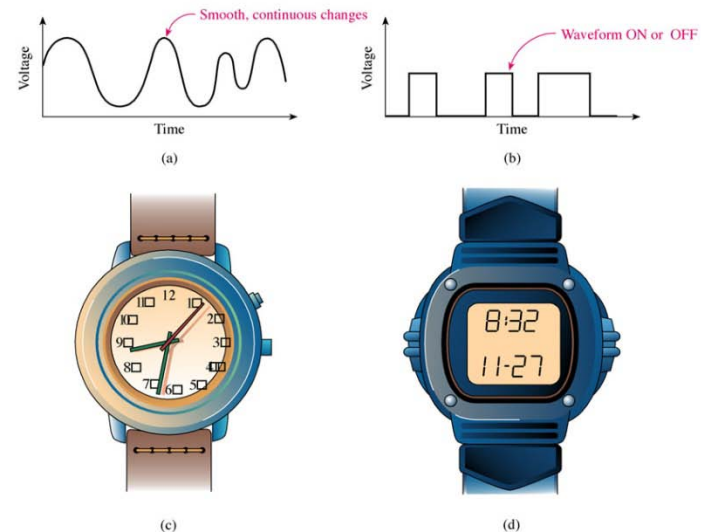 Smooth, continuous changes
Voltage
Time
(a)
Waveform ON or OFF
Voltage
Time
(b)
12
11 1
10 2
9 3
8 4
7 5
6
(c)
8:32
11-27
(d)